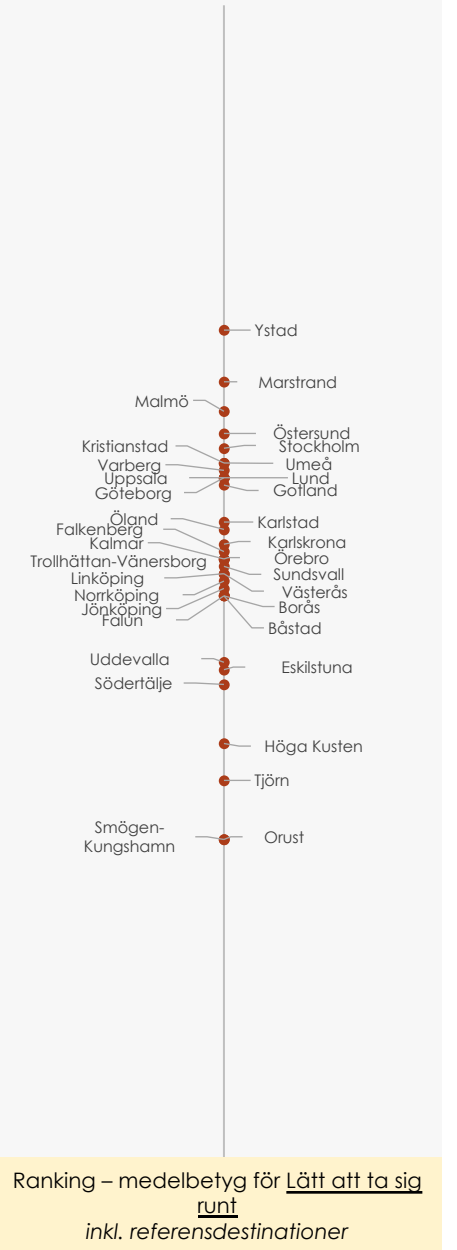 Ystad
Marstrand
Malmö
Östersund
Stockholm
Kristianstad
Umeå
Varberg
Lund
Uppsala
Gotland
Göteborg
Öland
Karlstad
Falkenberg
Karlskrona
Kalmar
Örebro
Trollhättan-Vänersborg
Sundsvall
Linköping
Västerås
Norrköping
Borås
Jönköping
Falun
Båstad
Uddevalla
Eskilstuna
Södertälje
Höga Kusten
Tjörn
Smögen-
Kungshamn
Orust
Ranking – medelbetyg för Lätt att ta sig
runt
inkl. referensdestinationer